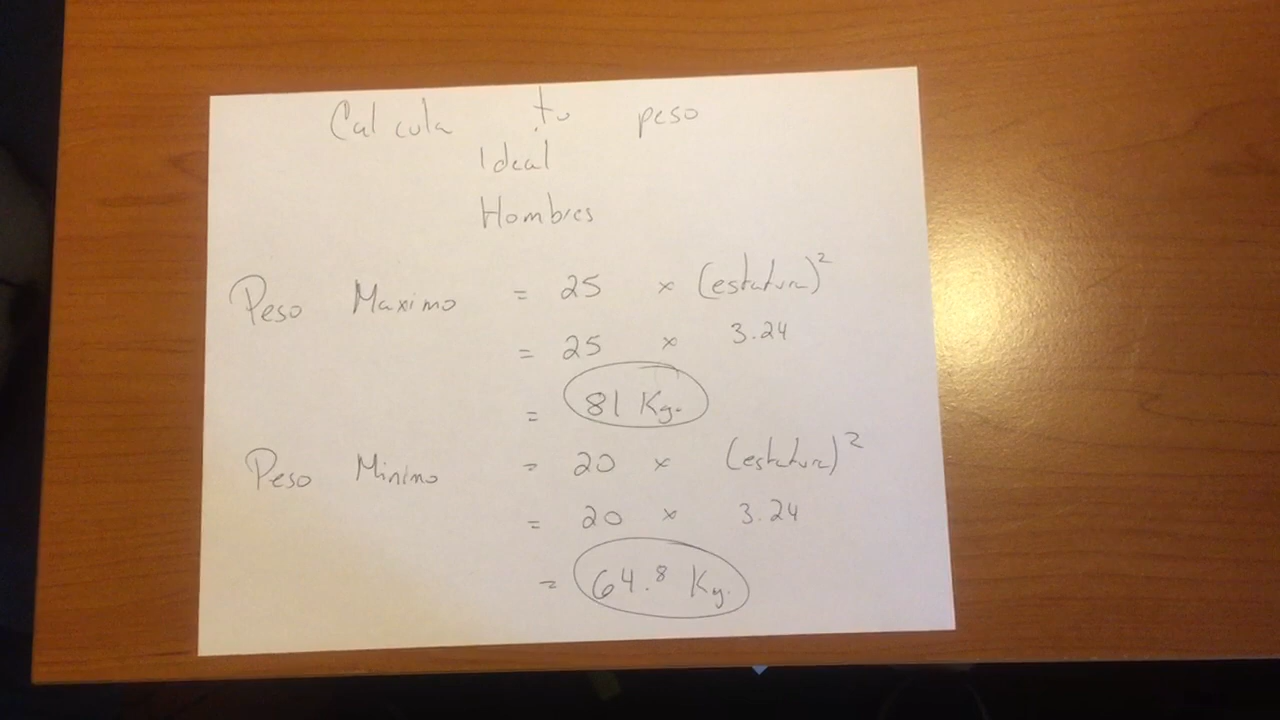 Calcula tu peso
Ideal
Hombres
Peso Maximo = 25 x (estatura)²
= 25 x 3.24
= 81 Kg.
Peso Minimo = 20 x (estatura)²
= 20 x 3.24
= 64.8 Kg.